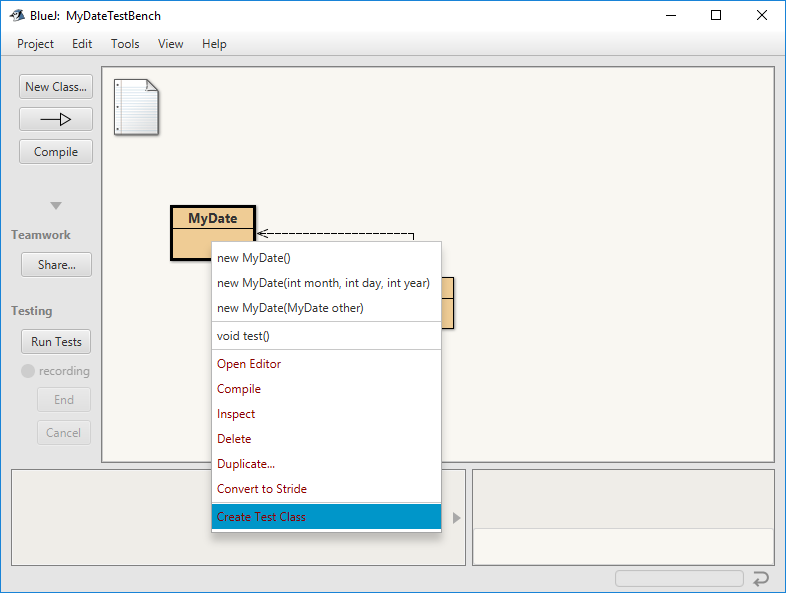 BlueJ: MyDateTestBench
Project Edit Tools View Help
New Class...
Compile
Teamwork
Share...
Testing
Run Tests
recording
End
Cancel
MyDate
new MyDate()
new MyDate(int month, int day, int year)
new MyDate(MyDate other)
void test()
Open Editor
Compile
Inspect
Delete
Duplicate...
Convert to Stride
Create Test Class